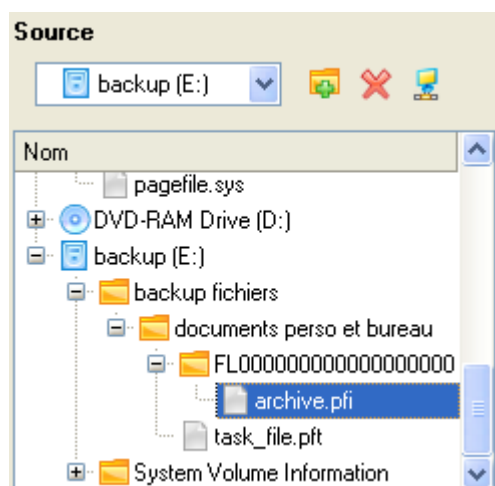 Source
backup (E:)
Nom
pagefile.sys
DVD-RAM Drive (D:)
backup (E:)
backup fichiers
documents perso et bureau
FL0000000000000000000
archive.pfi
task_file.pft
System Volume Information